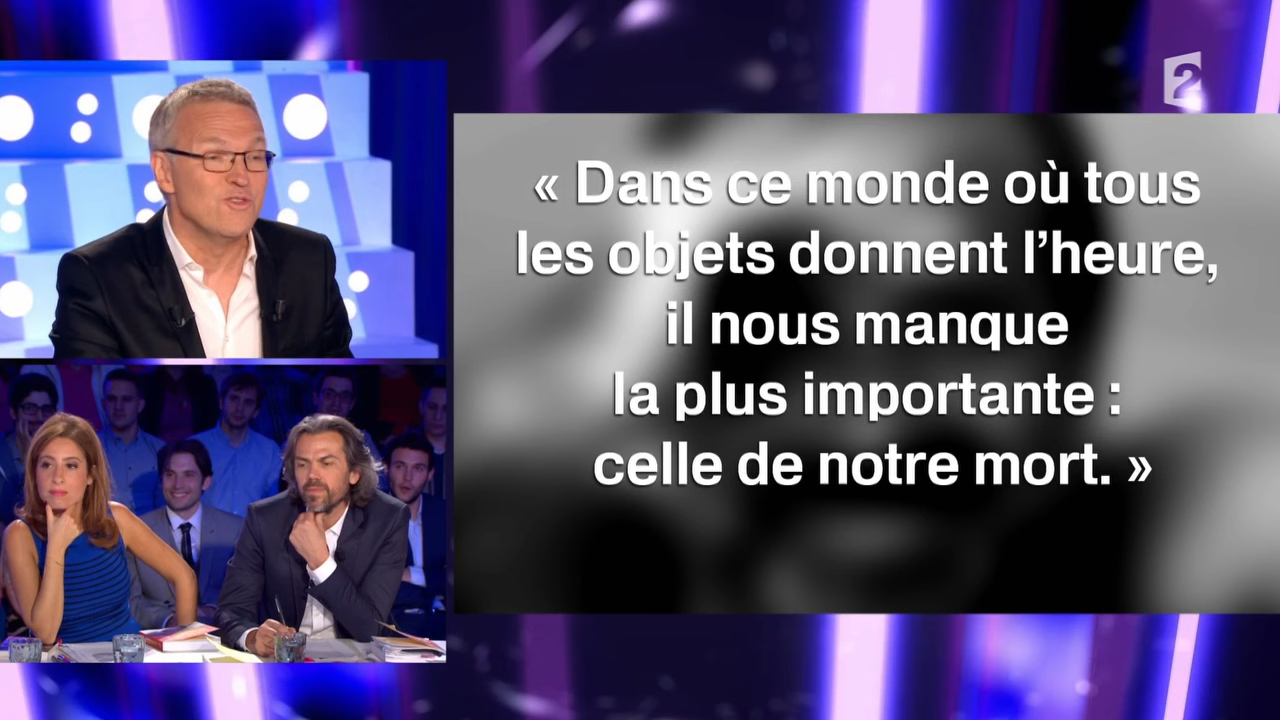 2
« Dans ce monde où tous
les objets donnent l’heure,
il nous manque
la plus importante :
celle de notre mort. »